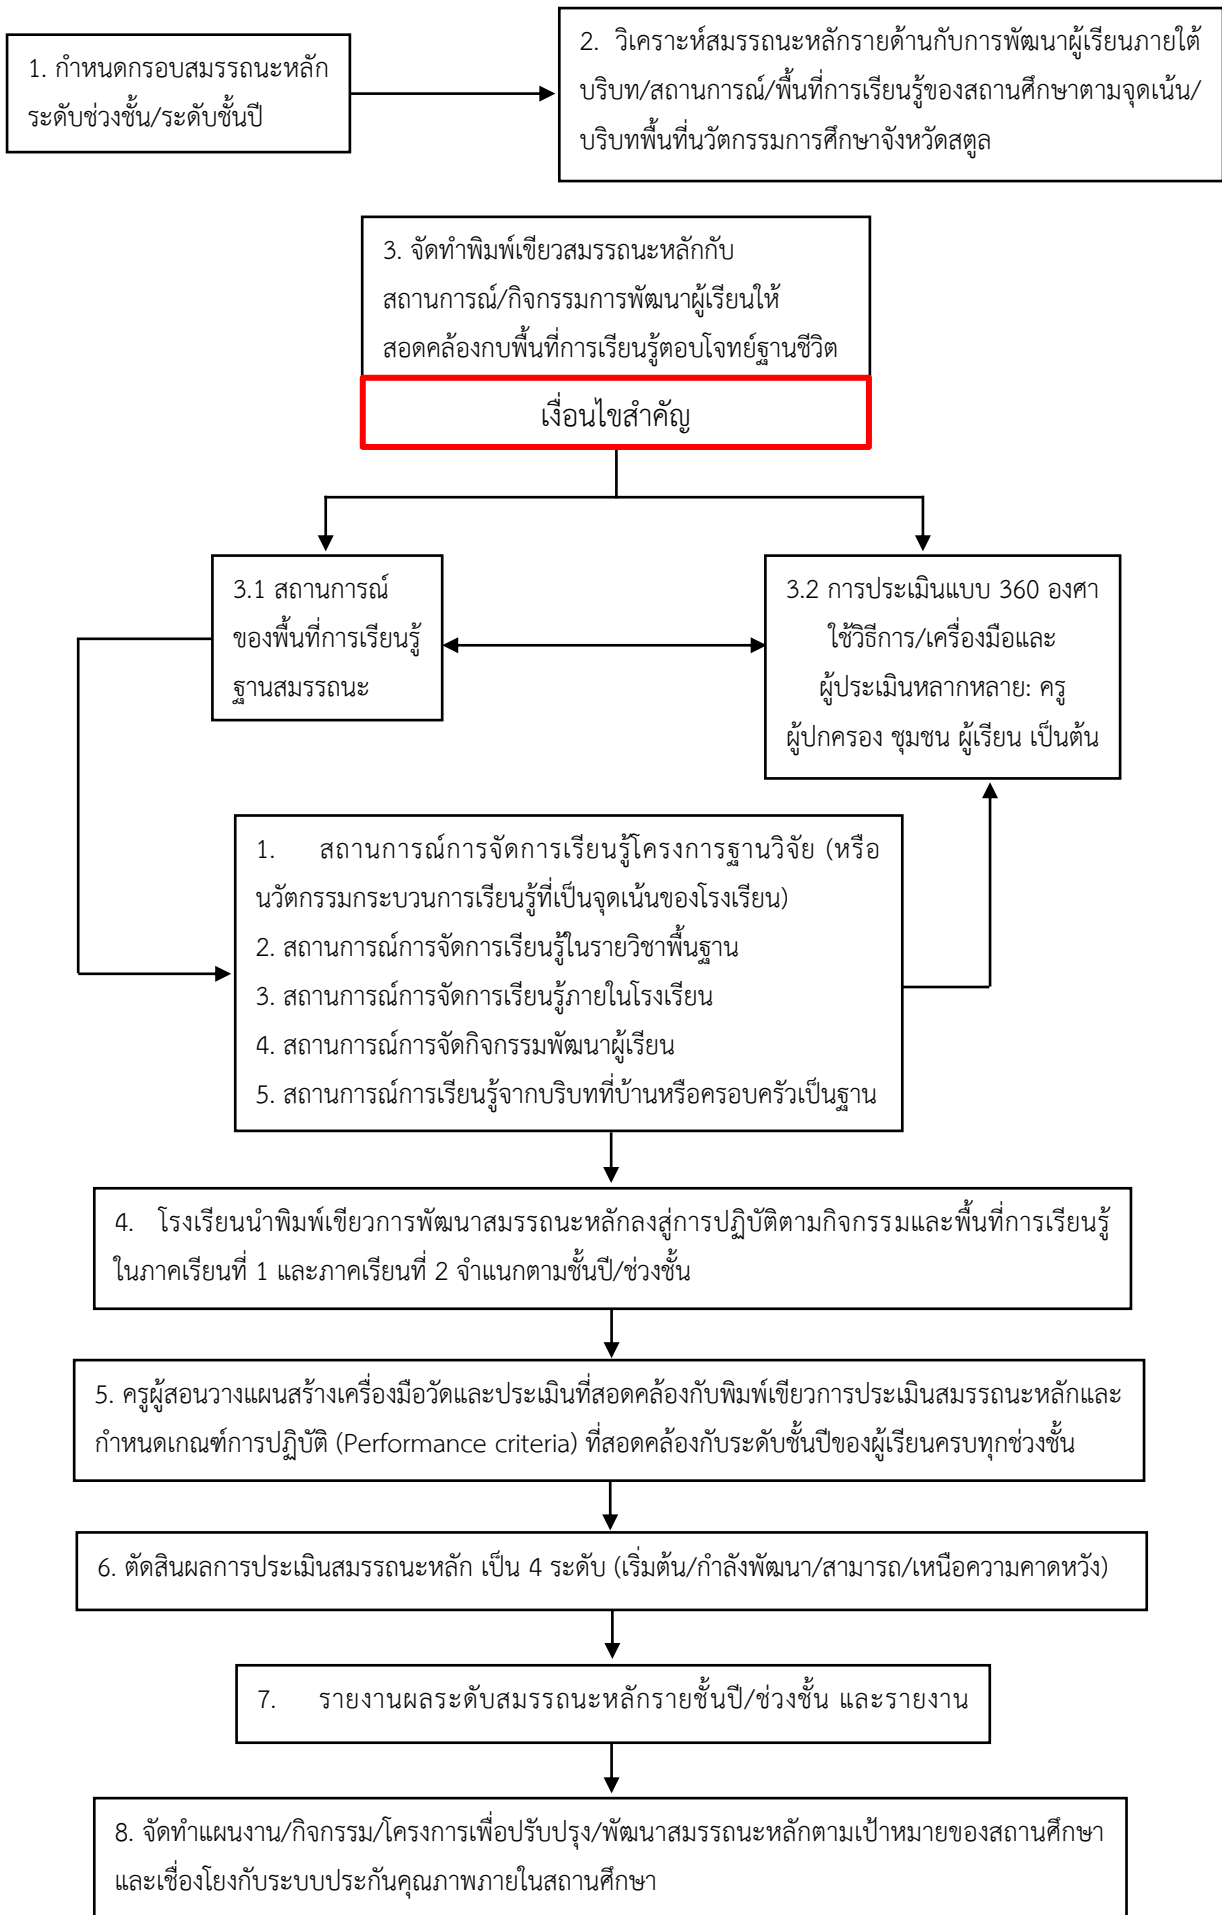 1. กำหนดกรอบสมรรถนะหลัก
ระดับช่วงชั้น/ระดับชั้นปี
2. วิเคราะห์สมรรถนะหลักรายด้านกับการพัฒนาผู้เรียนภายใต้
บริบท/สถานการณ์/พื้นที่การเรียนรู้ของสถานศึกษาตามจุดเน้น/
บริบทพื้นที่นวัตกรรมการศึกษาจังหวัดสตูล
3. จัดทำพิมพ์เขียวสมรรถนะหลักกับ
สถานการณ์/กิจกรรมการพัฒนาผู้เรียนให้
สอดคล้องกบพื้นที่การเรียนรู้ตอบโจทย์ฐานชีวิต
เงื่อนไขสำคัญ
3.1 สถานการณ์
ของพื้นที่การเรียนรู้
ฐานสมรรถนะ
3.2 การประเมินแบบ 360 องศา
ใช้วิธีการ/เครื่องมือและ
ผู้ประเมินหลากหลาย: ครู
ผู้ปกครอง ชุมชน ผู้เรียน เป็นต้น
1. สถานการณ์การจัดการเรียนรู้โครงการฐานวิจัย (หรือ
นวัตกรรมกระบวนการเรียนรู้ที่เป็นจุดเน้นของโรงเรียน)
2. สถานการณ์การจัดการเรียนรู้ในรายวิชาพื้นฐาน
3. สถานการณ์การจัดการเรียนรู้ภายในโรงเรียน
4. สถานการณ์การจัดกิจกรรมพัฒนาผู้เรียน
5. สถานการณ์การเรียนรู้จากบริบทที่บ้านหรือครอบครัวเป็นฐาน
4. โรงเรียนนำพิมพ์เขียวการพัฒนาสมรรถนะหลักลงสู่การปฏิบัติตามกิจกรรมและพื้นที่การเรียนรู้
ในภาคเรียนที่ 1 และภาคเรียนที่ 2 จำแนกตามชั้นปี/ช่วงชั้น
5. ครูผู้สอนวางแผนสร้างเครื่องมือวัดและประเมินที่สอดคล้องกับพิมพ์เขียวการประเมินสมรรถนะหลักและ
กำหนดเกณฑ์การปฏิบัติ (Performance criteria) ที่สอดคล้องกับระดับชั้นปีของผู้เรียนครบทุกช่วงชั้น
6. ตัดสินผลการประเมินสมรรถนะหลัก เป็น 4 ระดับ (เริ่มต้น/กำลังพัฒนา/สามารถ/เหนือความคาดหวัง)
7. รายงานผลระดับสมรรถนะหลักรายชั้นปี/ช่วงชั้น และรายงาน
8. จัดทำแผนงาน/กิจกรรม/โครงการเพื่อปรับปรุง/พัฒนาสมรรถนะหลักตามเป้าหมายของสถานศึกษา
และเชื่องโยงกับระบบประกันคุณภาพภายในสถานศึกษา